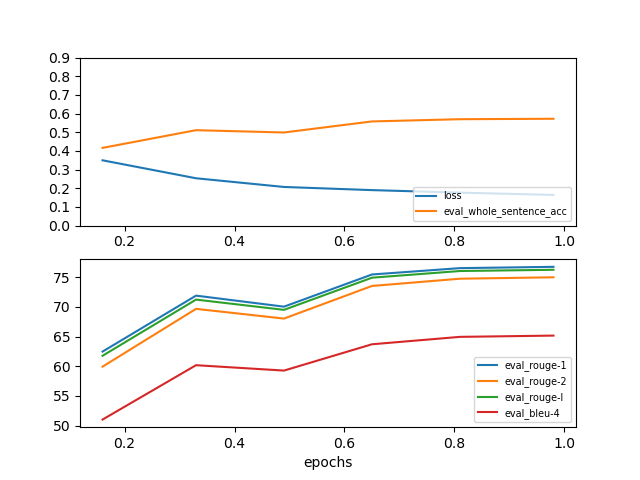 0.9
0.8
0.7
0.6
0.5
0.4
0.3
0.2
0.1
0.0
0.2 0.4 0.6 0.8 1.0
loss
eval_whole_sentence_acc
75
70
65
60
55
50
0.2 0.4 0.6 0.8 1.0
eval_rouge-1
eval_rouge-2
eval_rouge-l
eval_bleu-4
epochs